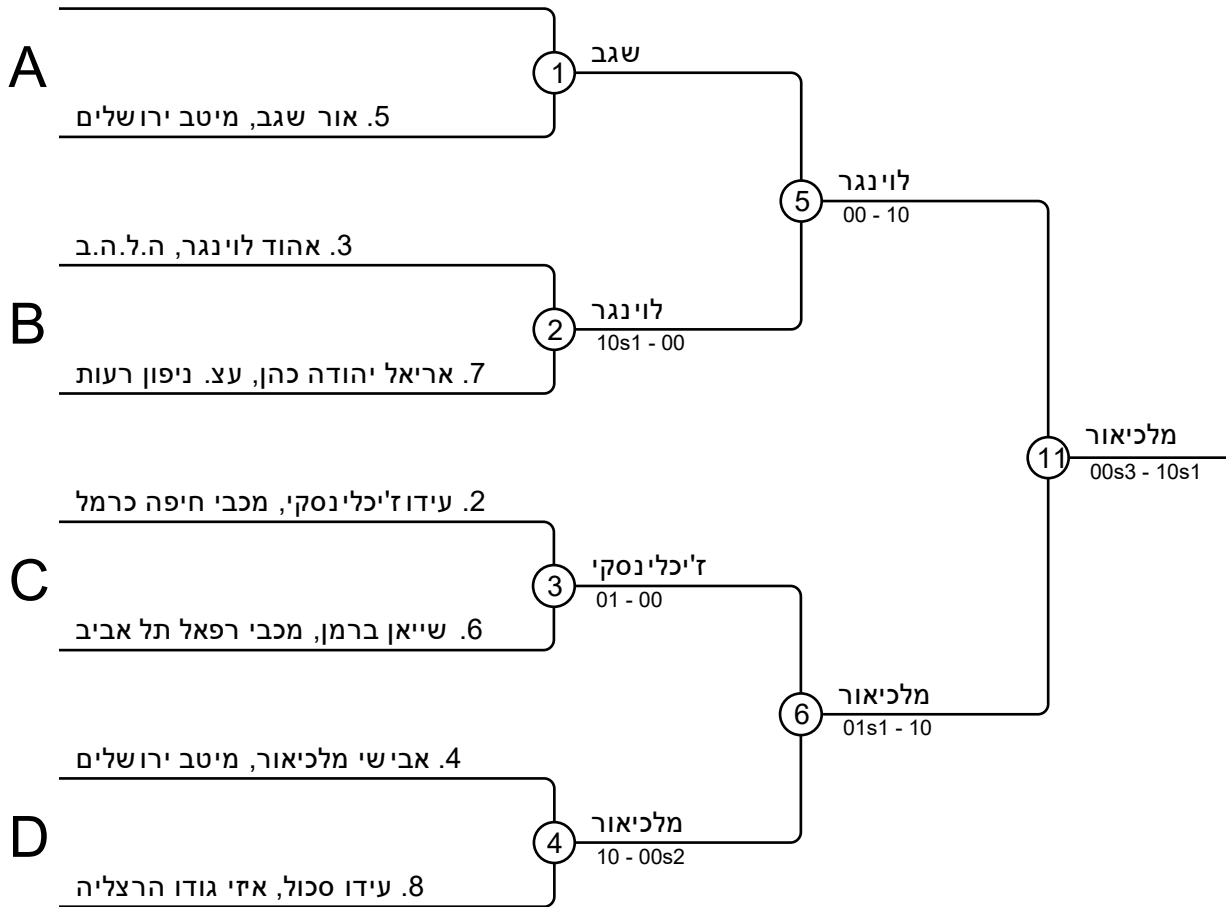 A
1
שגב
5. אור שגב, מיטב ירושלים
5
לוינגר
00 - 10
3. אהוד לוינגר, ה.ל.ה.ב
B
2
לוינגר
10s1 - 00
7. אריאל יהודה כהן, עצ. ניפון רעות
11
מלכיאור
00s3 - 10s1
2. עידו ז'יכלינסקי, מכבי חיפה כרמל
C
3
ז'יכלינסקי
01 - 00
6. שייאן ברמן, מכבי רפאל תל אביב
6
מלכיאור
01s1 - 10
4. אבישי מלכיאור, מיטב ירושלים
D
4
מלכיאור
10 - 00s2
8. עידו סכול, איזי גודו הרצליה